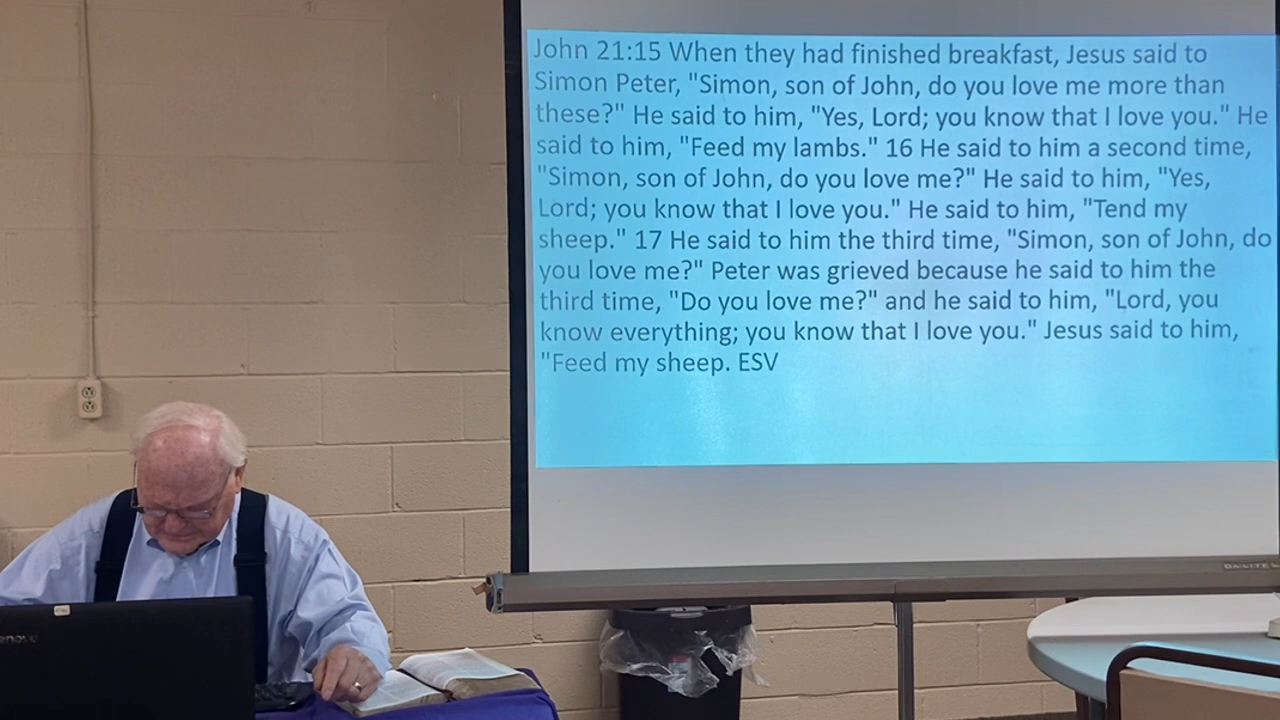 John 21:15 When they had finished breakfast, Jesus said to
Simon Peter, "Simon, son of John, do you love me more than
these?" He said to him, "Yes, Lord; you know that I love you." He
said to him, "Feed my lambs." 16 He said to him a second time,
"Simon, son of John, do you love me?" He said to him, "Yes,
Lord; you know that I love you." He said to him, "Tend my
sheep." 17 He said to him the third time, "Simon, son of John, do
you love me?" Peter was grieved because he said to him the
third time, "Do you love me?" and he said to him, "Lord, you
know everything; you know that I love you." Jesus said to him,
"Feed my sheep. ESV
DA-LITE
enovo